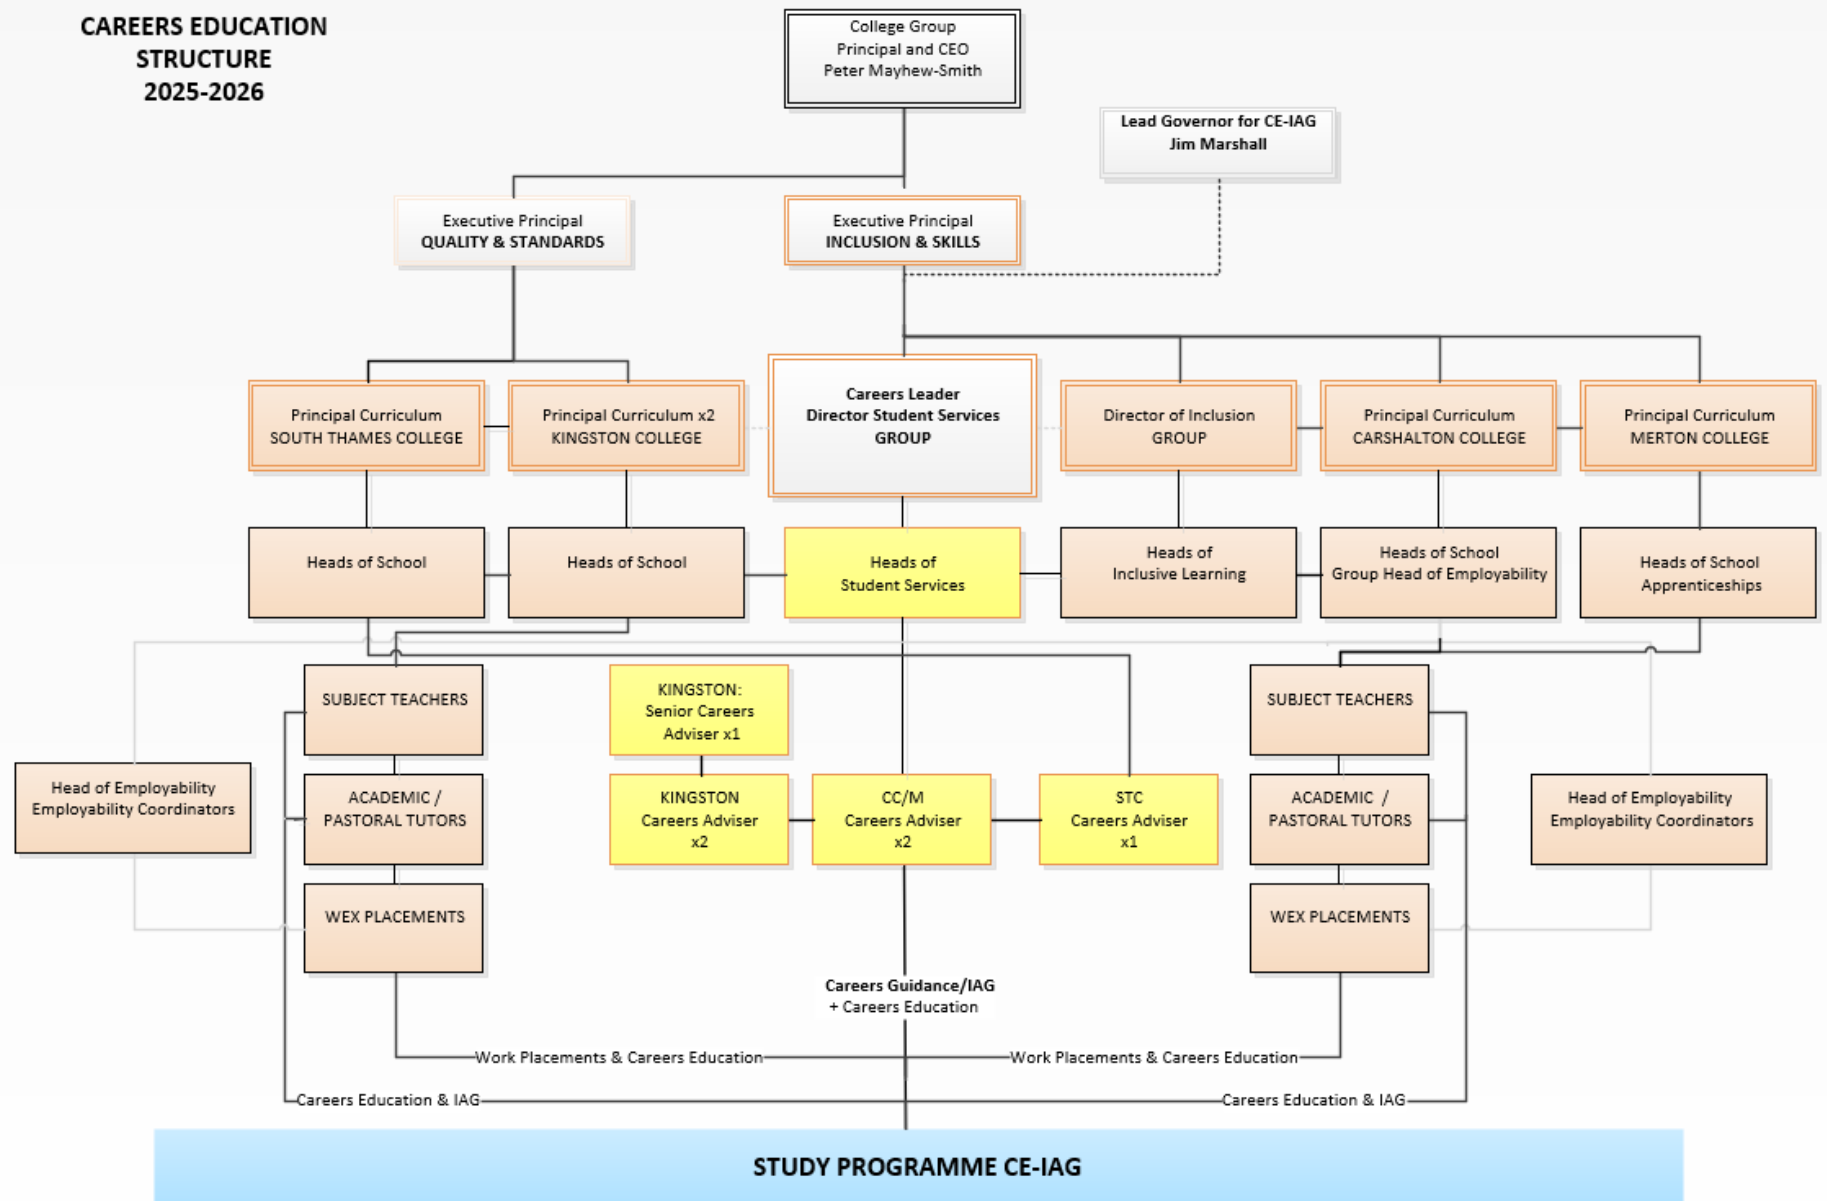 CAREERS EDUCATION
STRUCTURE
2025-2026
College Group
Principal and CEO
Peter Mayhew-Smith
Lead Governor for CE-IAG
Jim Marshall
Executive Principal
QUALITY & STANDARDS
Executive Principal
INCLUSION & SKILLS
Principal Curriculum
SOUTH THAMES COLLEGE
Principal Curriculum x2
KINGSTON COLLEGE
Careers Leader
Director Student Services
GROUP
Director of Inclusion
GROUP
Principal Curriculum
CARSHALTON COLLEGE
Principal Curriculum
MERTON COLLEGE
Heads of School
Heads of School
Heads of
Student Services
Heads of
Inclusive Learning
Heads of School
Group Head of Employability
Heads of School
Apprenticeships
SUBJECT TEACHERS
KINGSTON:
Senior Careers
Adviser x1
SUBJECT TEACHERS
Head of Employability
Employability Coordinators
ACADEMIC /
PASTORAL TUTORS
KINGSTON
Careers Adviser
x2
CC/M
Careers Adviser
x2
STC
Careers Adviser
x1
ACADEMIC /
PASTORAL TUTORS
Head of Employability
Employability Coordinators
WEX PLACEMENTS
WEX PLACEMENTS
Careers Guidance/IAG
+ Careers Education
Work Placements & Careers Education
Work Placements & Careers Education
Careers Education & IAG
Careers Education & IAG
STUDY PROGRAMME CE-IAG